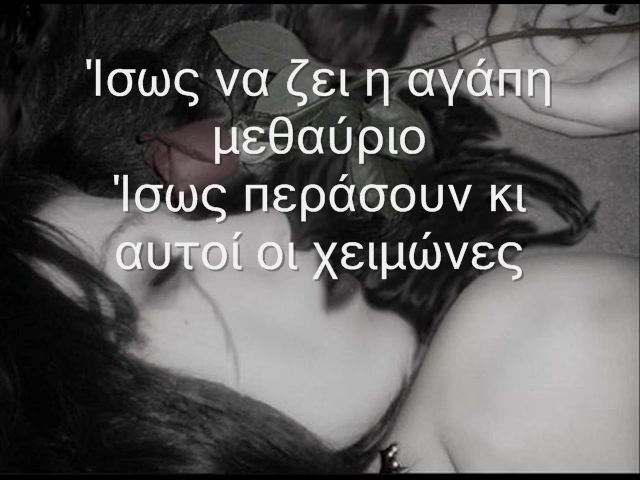 Ίσως να ζει η αγάπη
μεθαύριο
Ίσως περάσουν κι
αυτοί οι χειμώνες